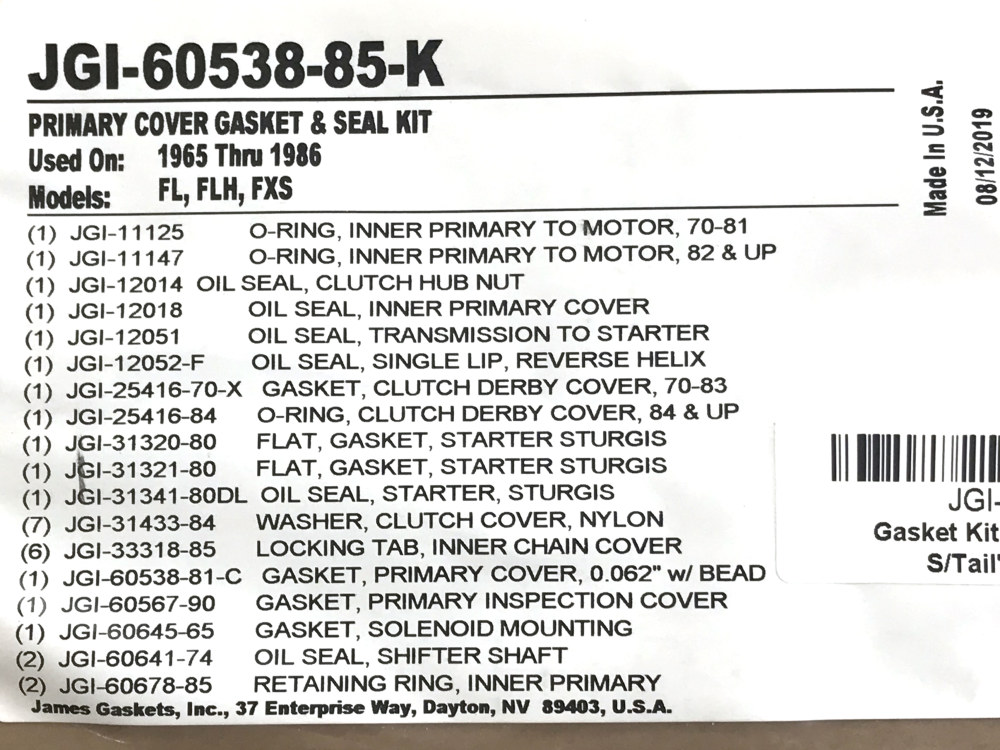 JGI-60538-85-K
PRIMARY COVER GASKET & SEAL KIT
Used On: 1965 Thru 1986
Models: FL, FLH, FXS
(1) JGI-11125 O-RING, INNER PRIMARY TO MOTOR, 70-81
(1) JGI-11147 O-RING, INNER PRIMARY TO MOTOR, 82 & UP
(1) JGI-12014 OIL SEAL, CLUTCH HUB NUT
(1) JGI-12018 OIL SEAL, INNER PRIMARY COVER
(1) JGI-12051 OIL SEAL, TRANSMISSION TO STARTER
(1) JGI-12052-F OIL SEAL, SINGLE LIP, REVERSE HELIX
(1) JGI-25416-70-X GASKET, CLUTCH DERBY COVER, 70-83
(1) JGI-25416-84 O-RING, CLUTCH DERBY COVER, 84 & UP
(1) JGI-31320-80 FLAT, GASKET, STARTER STURGIS
(1) JGI-31321-80 FLAT, GASKET, STARTER STURGIS
(1) JGI-31341-80DL OIL SEAL, STARTER, STURGIS
(7) JGI-31433-84 WASHER, CLUTCH COVER, NYLON
(6) JGI-33318-85 LOCKING TAB, INNER CHAIN COVER
(1) JGI-60538-81-C GASKET, PRIMARY COVER, 0.062" w/ BEAD
(1) JGI-60567-90 GASKET, PRIMARY INSPECTION COVER
(1) JGI-60645-65 GASKET, SOLENOID MOUNTING
(2) JGI-60641-74 OIL SEAL, SHIFTER SHAFT
(2) JGI-60678-85 RETAINING RING, INNER PRIMARY
James Gaskets, Inc., 37 Enterprise Way, Dayton, NV 89403, U.S.A.
Made In U.S.A.
08/12/2019
JGI-
Gasket Kit
S/Tail'